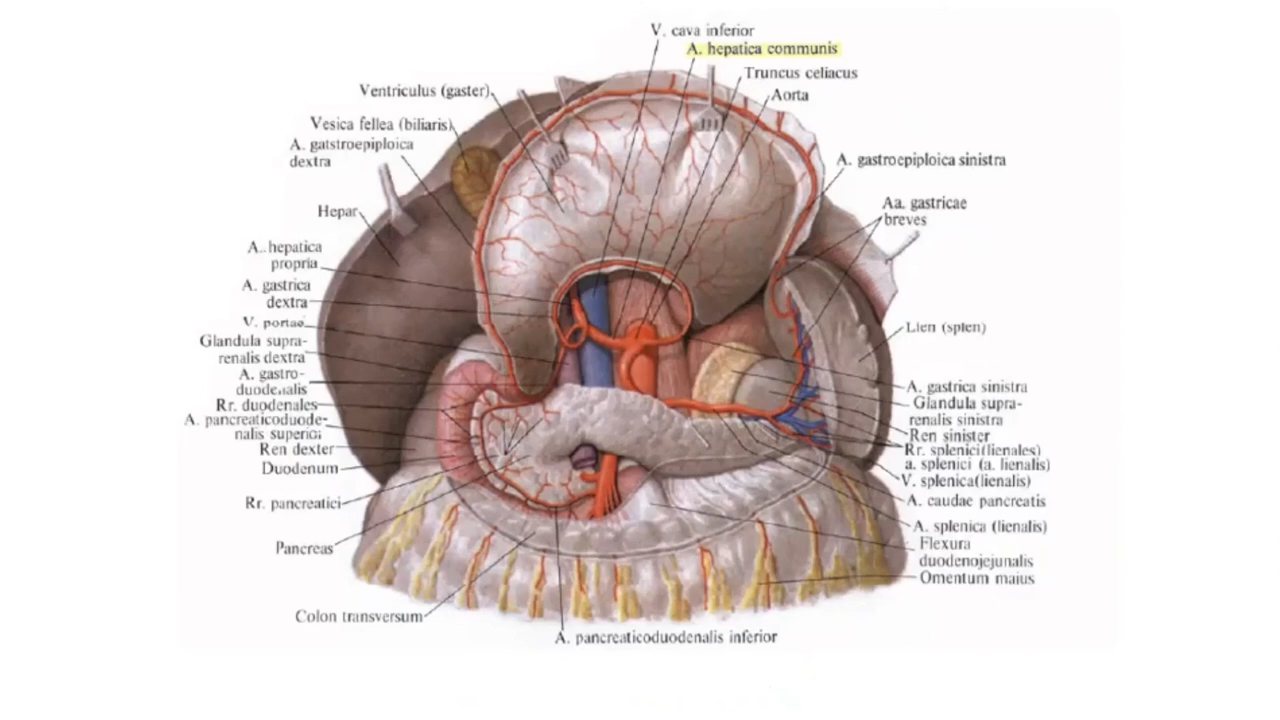 V. cava inferior
A. hepatica communis
Truncus celiacus
Aorta
Ventriculus (gaster)
Vesica fellea (biliaris)
A. gatstroepiploica
dextra
Hepar
A. hepatica
propria
A. gastrica
dextra
V. portae
Glandula supra-
renalis dextra
A. gastro-
duodenalis
Rr. duodenales
A. pancreaticoduode-
nalis superior
Ren dexter
Duodenum
Rr. pancreatici
Pancreas
Colon transversum
A. pancreaticoduodenalis inferior
A. gastroepiploica sinistra
Aa. gastricae
breves
Lien (splen)
A. gastrica sinistra
Glandula supra-
renalis sinistra
Ren sinister
Rr. splenici(lienales)
a. splenici (a. lienalis)
V. splenica(lienalis)
A. caudae pancreatis
A. splenica (lienalis)
Flexura
duodenojejunalis
Omentum maius